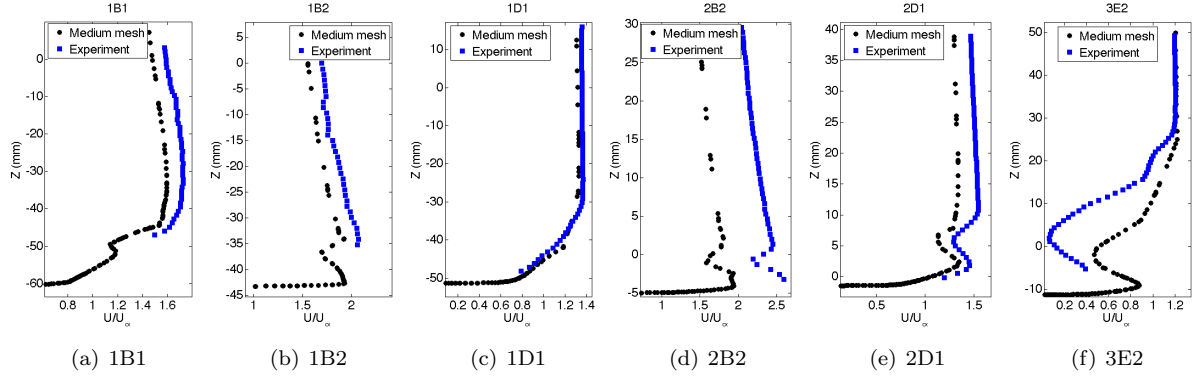 1B1
1B2
1D1
2B2
2D1
3E2
Medium mesh
Experiment
Z (mm)
0
-10
-20
-30
-40
-50
-60
0.8 1 1.2 1.4 1.6
U/U∝
(a) 1B1
Medium mesh
Experiment
Z (mm)
5
0
-5
-10
-15
-20
-25
-30
-35
-40
-45
1 1.5 2
U/U∝
(b) 1B2
Medium mesh
Experiment
Z (mm)
10
0
-10
-20
-30
-40
-50
0.2 0.4 0.6 0.8 1 1.2 1.4
U/U∝
(c) 1D1
Medium mesh
Experiment
Z (mm)
30
25
20
15
10
5
0
-5
1 1.5 2 2.5
U/U∝
(d) 2B2
Medium mesh
Experiment
Z (mm)
40
30
20
10
0
0.5 1 1.5
U/U∝
(e) 2D1
Medium mesh
Experiment
Z (mm)
50
40
30
20
10
0
-10
0.2 0.4 0.6 0.8 1 1.2
U/U∝
(f) 3E2